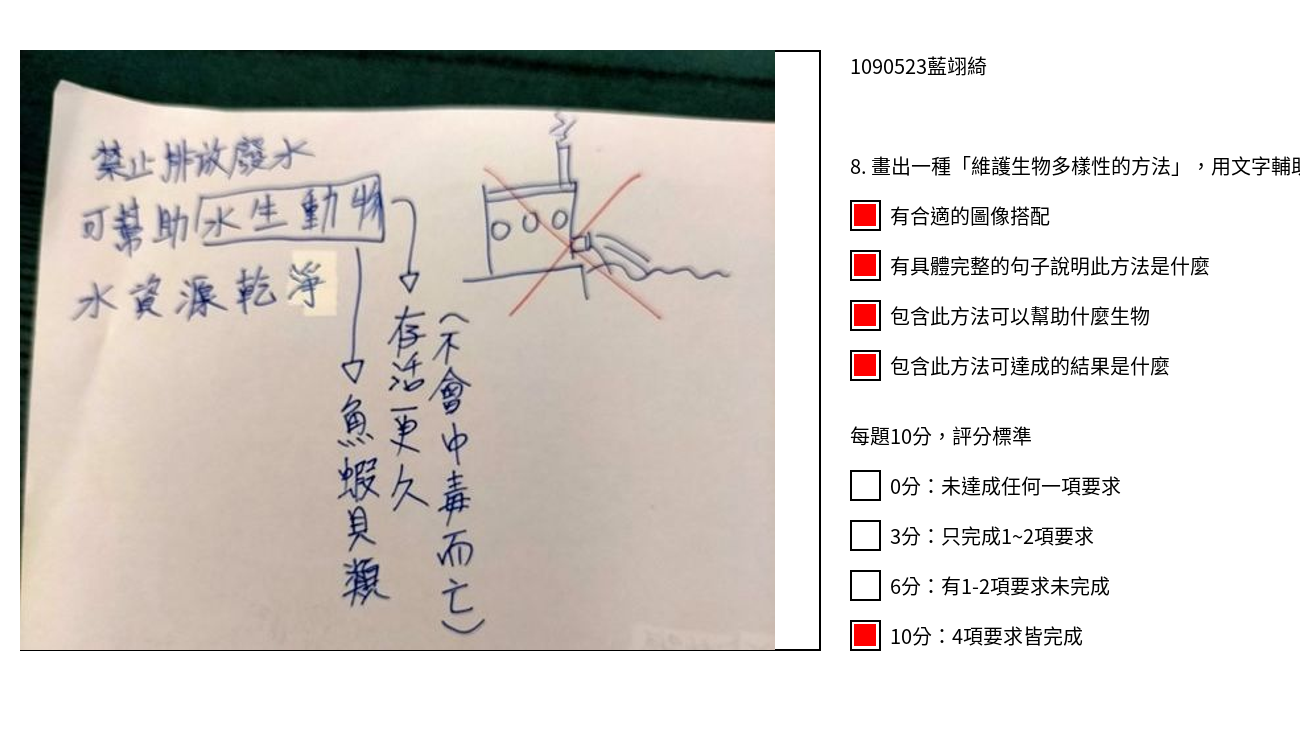 禁止排放廢水
可幫助水生動物
水資源乾淨
存活更久
(不會中毒而亡)
魚蝦貝類
1090523藍翊綺
8. 畫出一種「維護生物多樣性的方法」，用文字輔助
有合適的圖像搭配
有具體完整的句子說明此方法是什麼
包含此方法可以幫助什麼生物
包含此方法可達成的結果是什麼
每題10分，評分標準
0分：未達成任何一項要求
3分：只完成1~2項要求
6分：有1-2項要求未完成
10分：4項要求皆完成